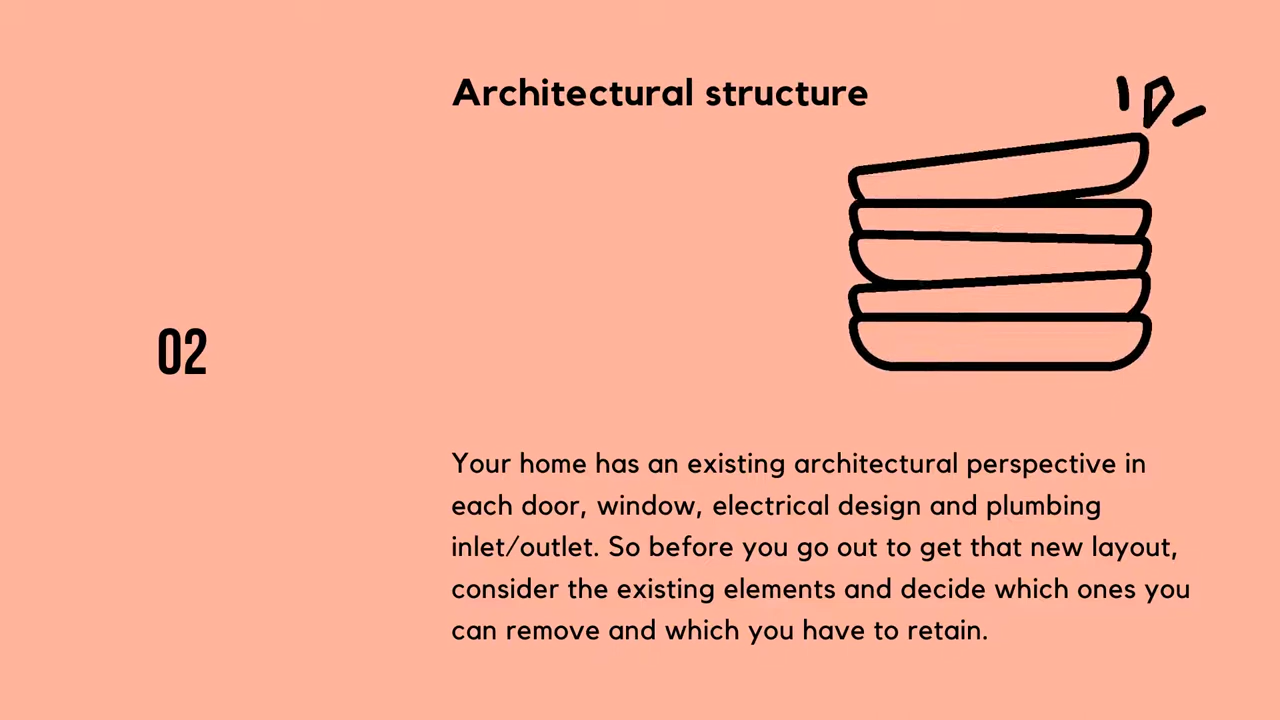 Architectural structure
02
Your home has an existing architectural perspective in
each door, window, electrical design and plumbing
inlet/outlet. So before you go out to get that new layout,
consider the existing elements and decide which ones you
can remove and which you have to retain.